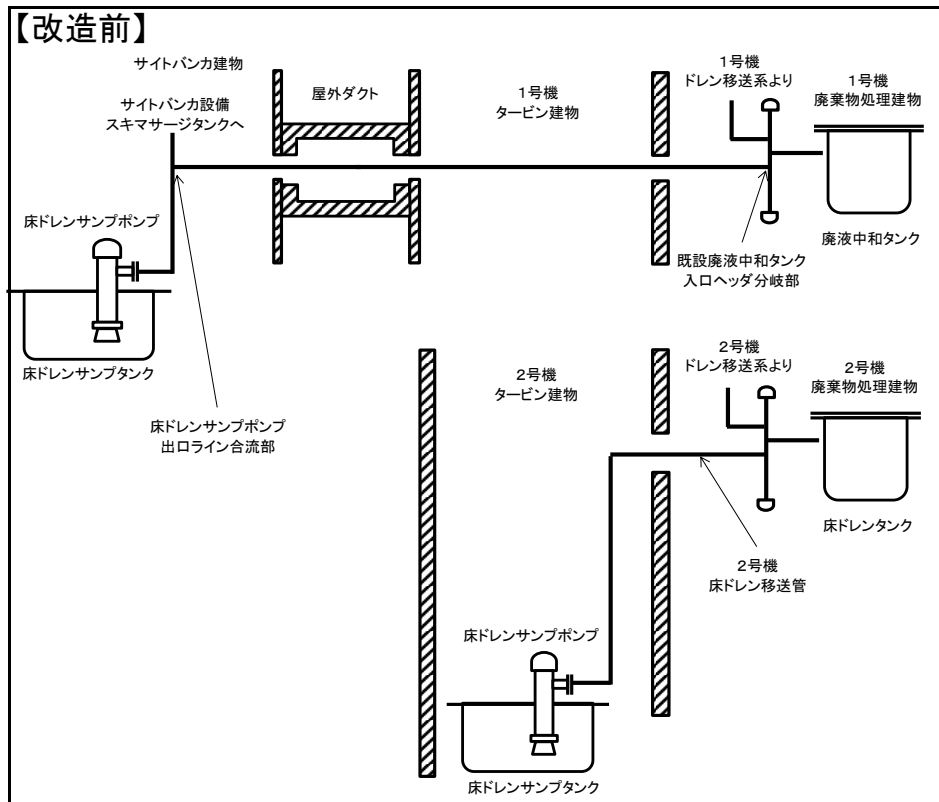 【改造前】
サイトバンカ建物
サイトバンカ設備
スキマサージタンクへ
屋外ダクト
1号機
タービン建物
1号機
ドレン移送系より
1号機
廃棄物処理建物
床ドレンサンプポンプ
床ドレンサンプタンク
床ドレンサンプポンプ
出口ライン合流部
既設廃液中和タンク
入口ヘッダ分岐部
廃液中和タンク
2号機
タービン建物
2号機
ドレン移送系より
2号機
廃棄物処理建物
床ドレンタンク
2号機
床ドレン移送管
床ドレンサンプポンプ
床ドレンサンプタンク